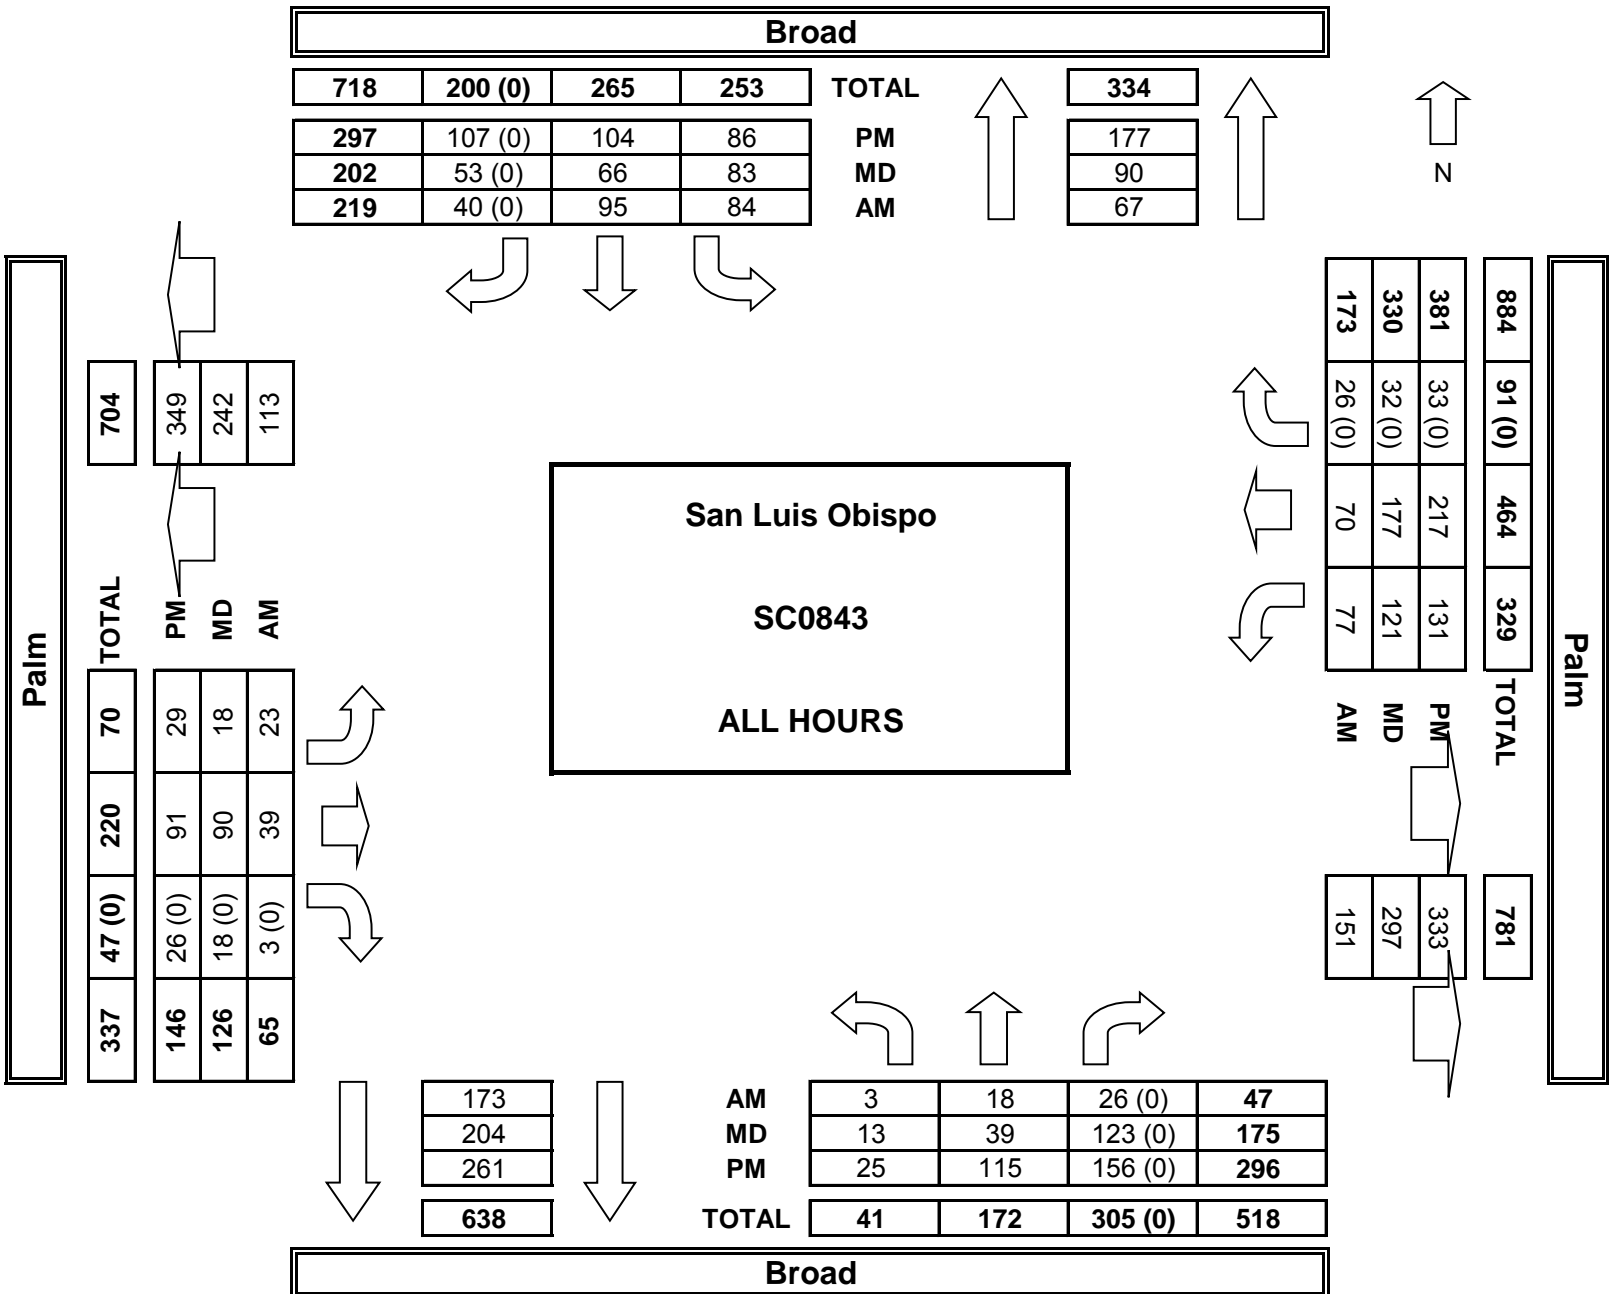 Broad
718 200 (0) 265 253 TOTAL 334
297 107 (0) 104 86 PM 177
202 53 (0) 66 83 MD 90
219 40 (0) 95 84 AM 67
N
Palm
704 349 242 113
TOTAL PM MD AM
70 29 18 23
220 91 90 39
47 (0) 26 (0) 18 (0) 3 (0)
337 146 126 65
San Luis Obispo
SC0843
ALL HOURS
173 330 381 884
26 (0) 32 (0) 33 (0) 91 (0)
70 177 217 464
77 121 131 329
AM MD PM TOTAL
151 297 333 781
Palm
173 AM 3 18 26 (0) 47
204 MD 13 39 123 (0) 175
261 PM 25 115 156 (0) 296
638 TOTAL 41 172 305 (0) 518
Broad